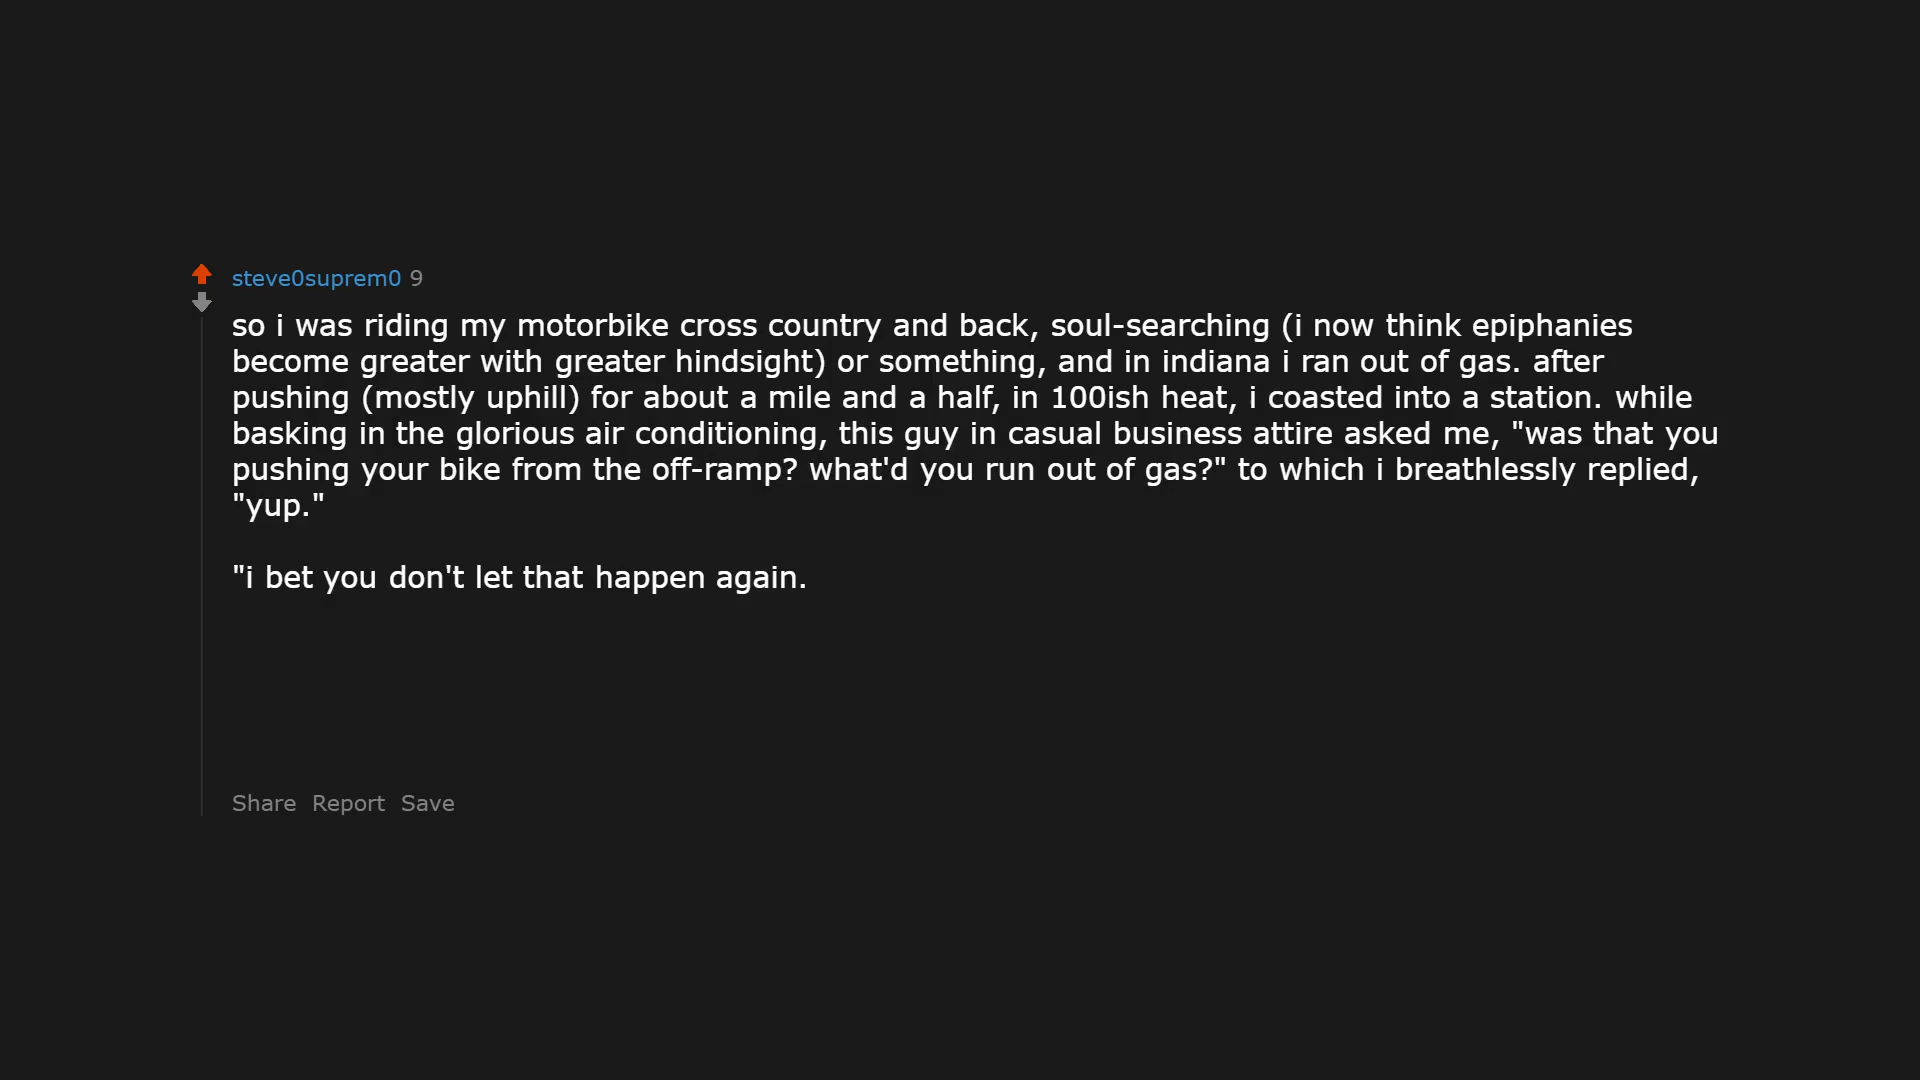 steve0suprem0 9
so i was riding my motorbike cross country and back, soul-searching (i now think epiphanies
become greater with greater hindsight) or something, and in indiana i ran out of gas. after
pushing (mostly uphill) for about a mile and a half, in 100ish heat, i coasted into a station. while
basking in the glorious air conditioning, this guy in casual business attire asked me, "was that you
pushing your bike from the off-ramp? what'd you run out of gas?" to which i breathlessly replied,
"yup."
"i bet you don't let that happen again.
Share Report Save